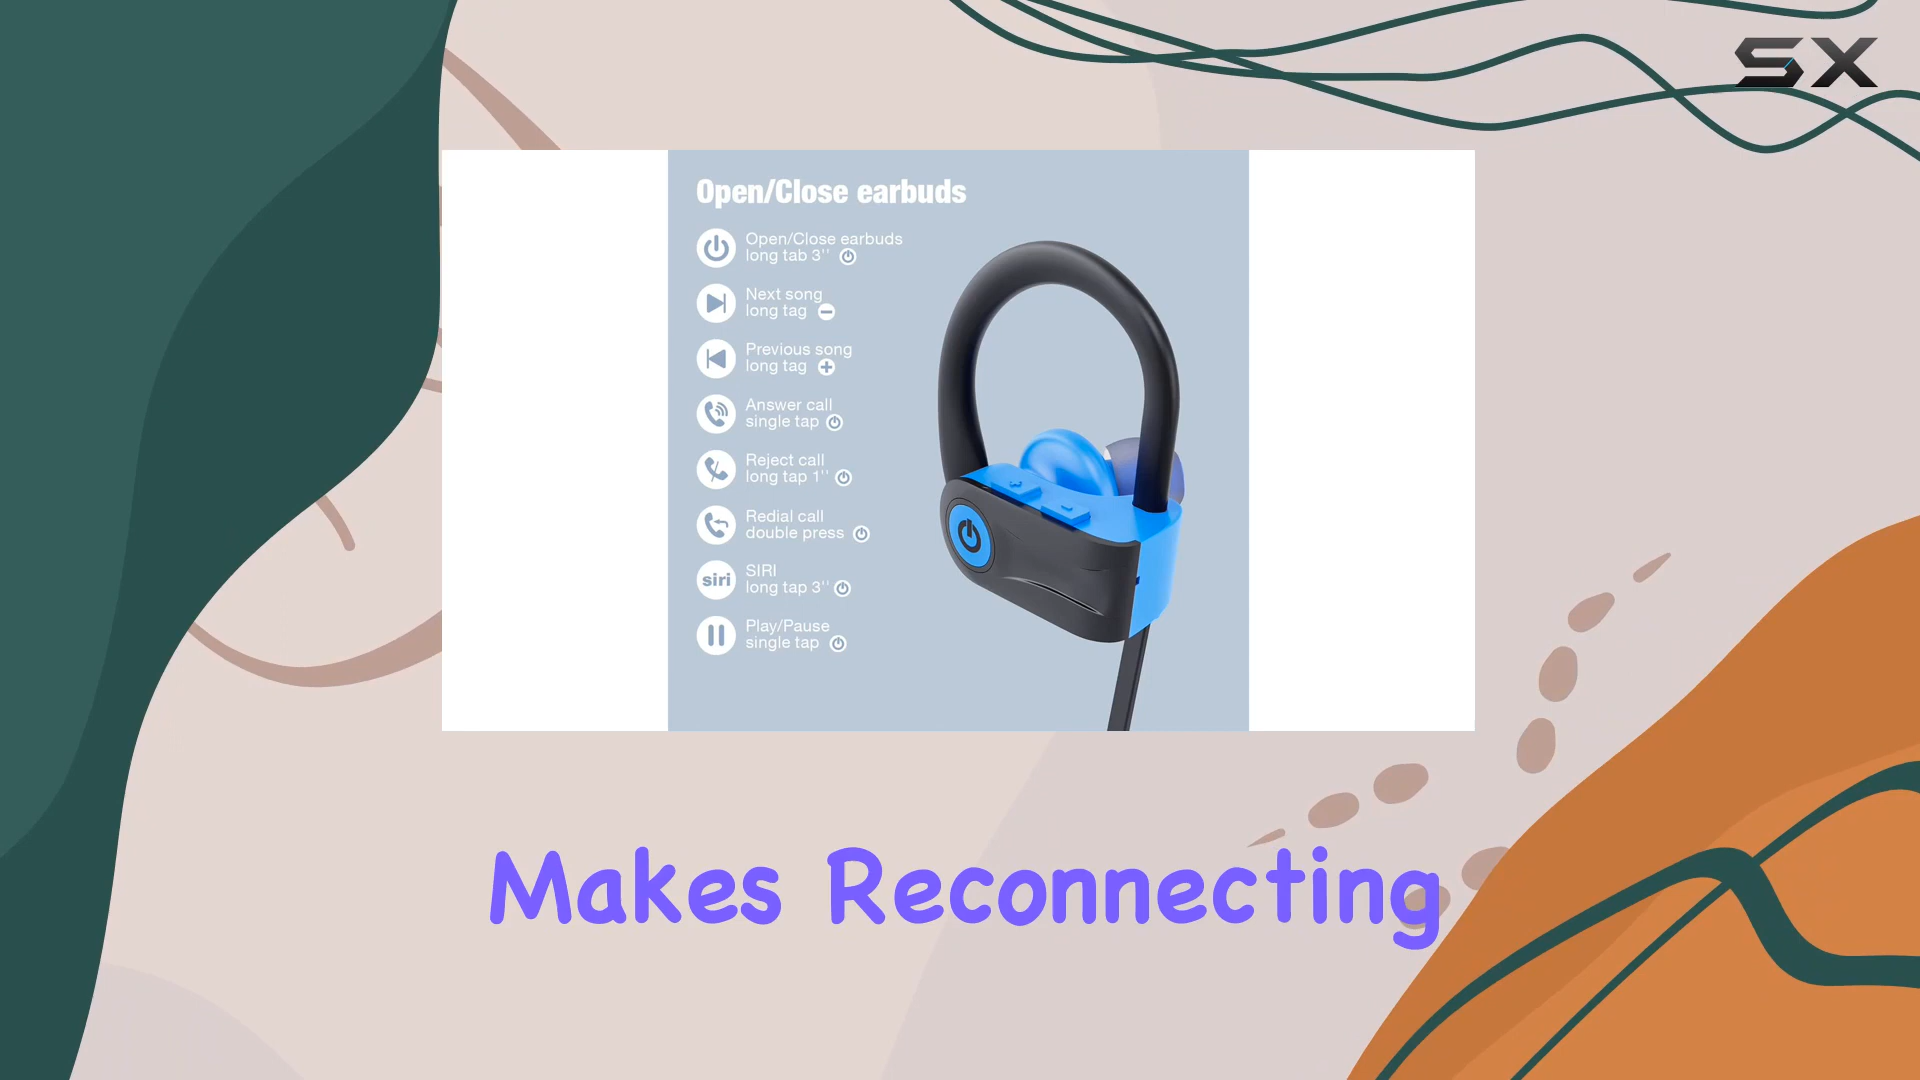 SX
Open/Close earbuds
Open/Close earbuds
long tab 3''
Next song
long tag
Previous song
long tag
Answer call
single tap
Reject call
long tap 1''
Redial call
double press
siri
SIRI
long tap 3''
Play/Pause
single tap
Makes Reconnecting